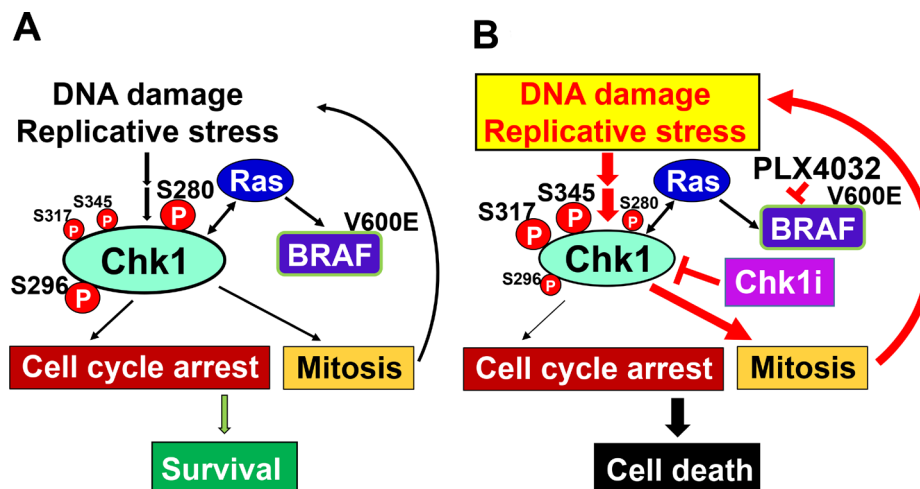 A
DNA damage
Replicative stress
S317
S345
S280
P
P
P
Ras
V600E
BRAF
Chk1
S296
P
Cell cycle arrest
Mitosis
Survival
B
DNA damage
Replicative stress
PLX4032
V600E
S317
S345
S280
P
P
P
Ras
BRAF
Chk1
S296
P
Chk1i
Cell cycle arrest
Mitosis
Cell death